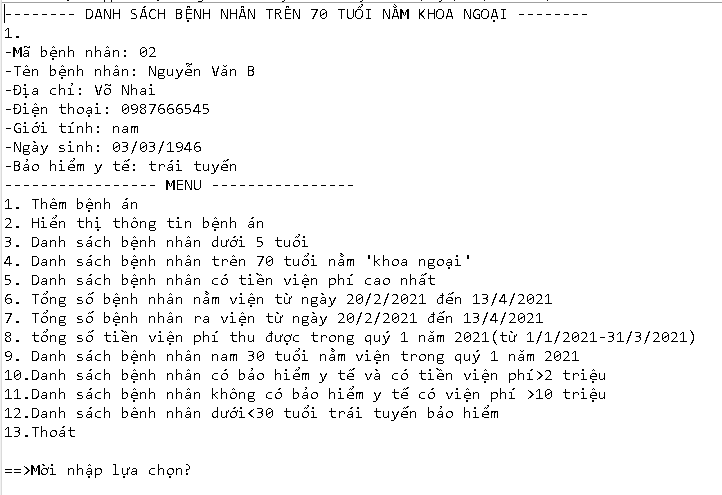 -------- DANH SÁCH BỆNH NHÂN TRÊN 70 TUỔI NẰM KHOA NGOẠI --------
1.
-Mã bệnh nhân: 02
-Tên bệnh nhân: Nguyễn Văn B
-Địa chỉ: Võ Nhai
-Điện thoại: 0987666545
-Giới tính: nam
-Ngày sinh: 03/03/1946
-Bảo hiểm y tế: trái tuyến
----------------- MENU ----------------
1. Thêm bệnh án
2. Hiển thị thông tin bệnh án
3. Danh sách bệnh nhân dưới 5 tuổi
4. Danh sách bệnh nhân trên 70 tuổi nằm 'khoa ngoại'
5. Danh sách bệnh nhân có tiền viện phí cao nhất
6. Tổng số bệnh nhân nằm viện từ ngày 20/2/2021 đến 13/4/2021
7. Tổng số bệnh nhân ra viện từ ngày 20/2/2021 đến 13/4/2021
8. tổng số tiền viện phí thu được trong quý 1 năm 2021(từ 1/1/2021-31/3/2021)
9. Danh sách bệnh nhân nam 30 tuổi nằm viện trong quý 1 năm 2021
10.Danh sách bệnh nhân có bảo hiểm y tế và có tiền viện phí>2 triệu
11.Danh sách bệnh nhân không có bảo hiểm y tế có viện phí >10 triệu
12.Danh sách bênh nhân dưới<30 tuổi trái tuyến bảo hiểm
13.Thoát
==>Mời nhập lựa chọn?